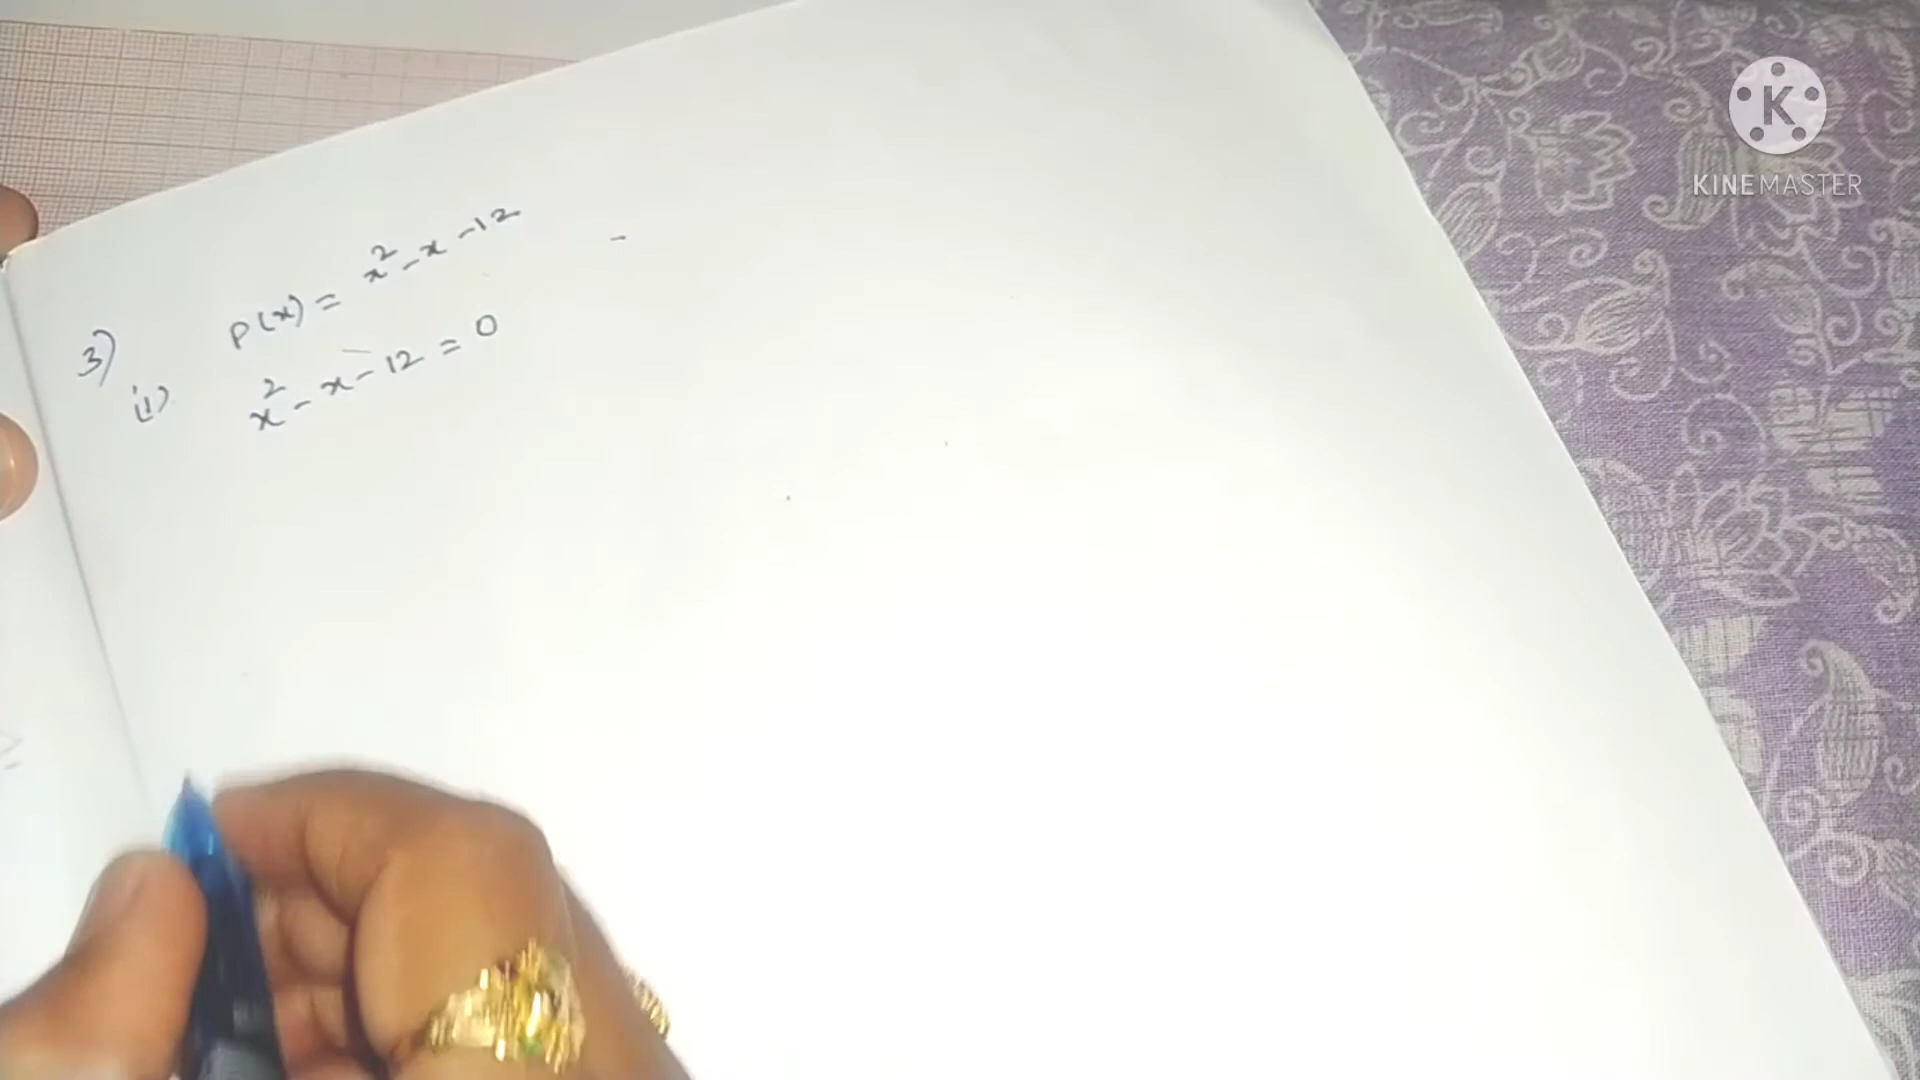 3) P(x) = x² - x - 12
(i) x² - x - 12 = 0
K
KINEMASTER